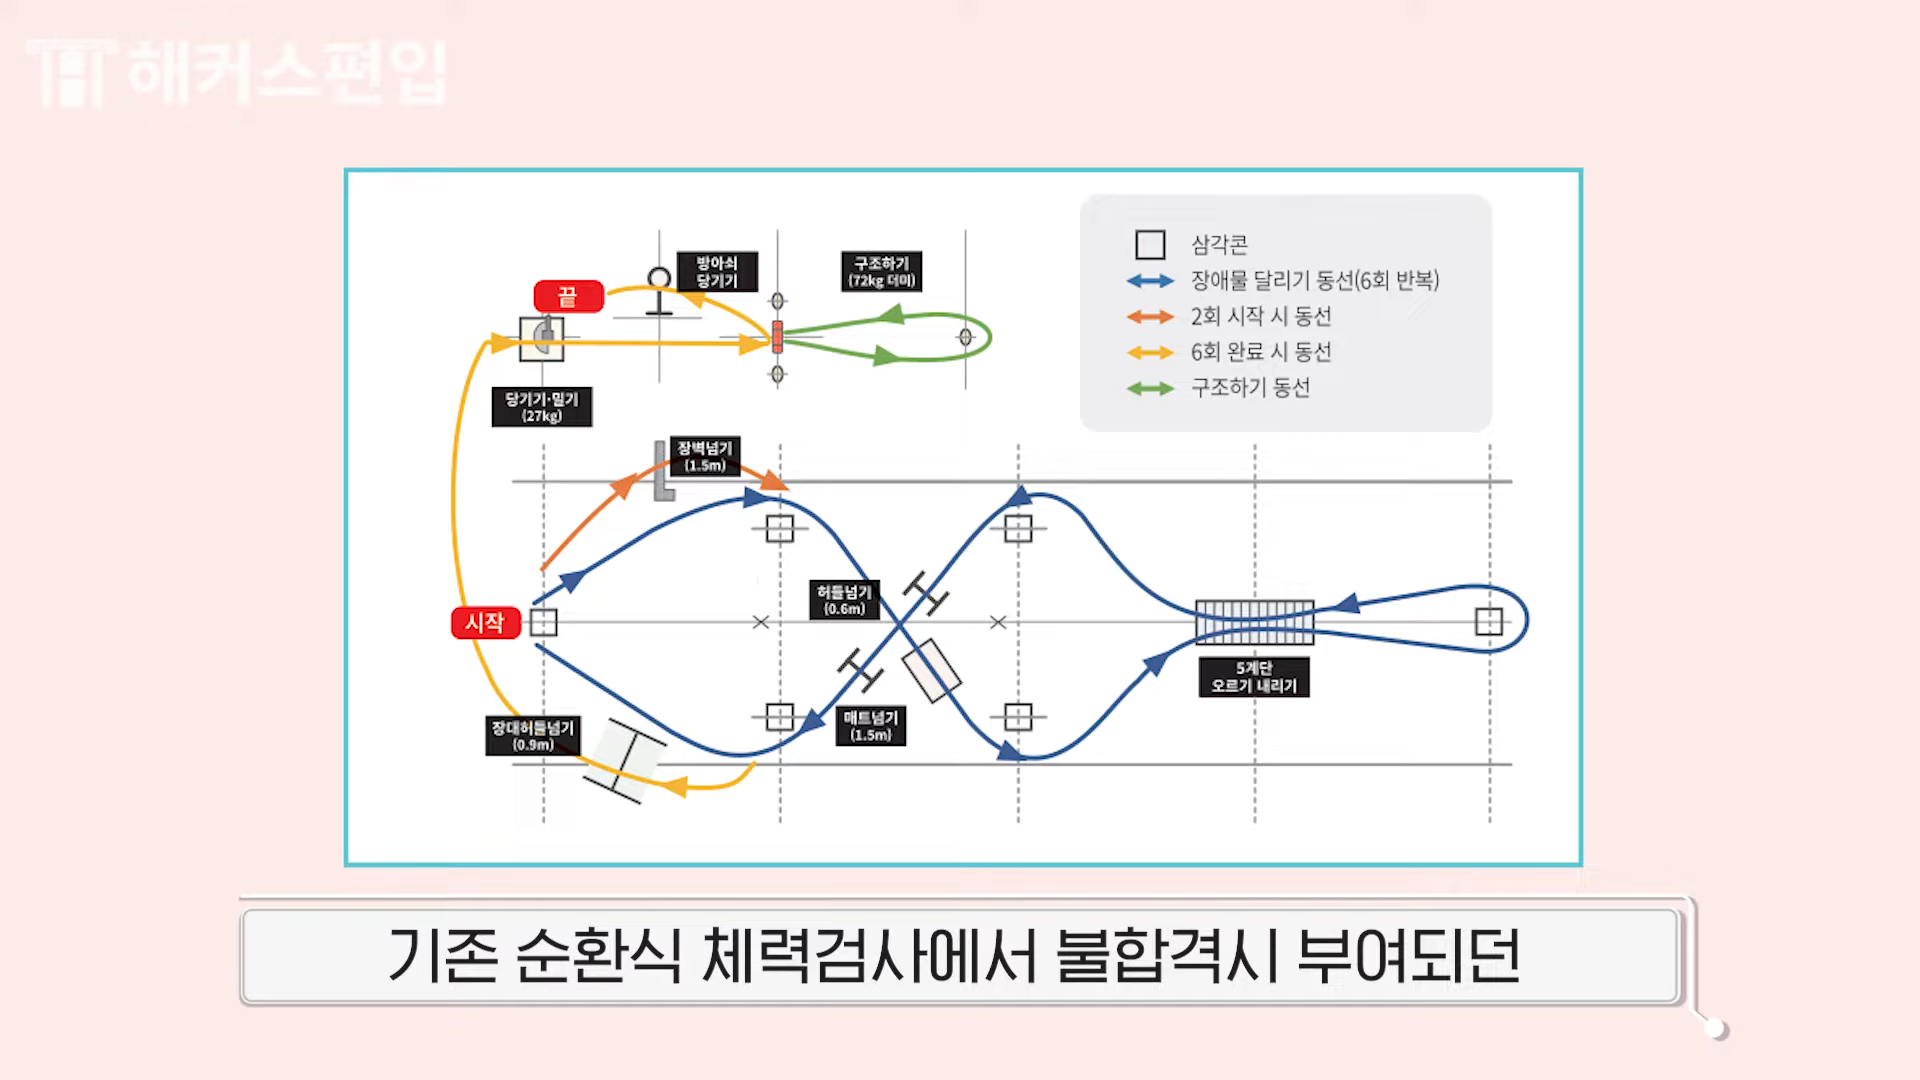 해커스편입
방아쇠
당기기
구조하기
(72kg 더미)
끝
당기기·밀기
(27kg)
삼각콘
장애물 달리기 동선(6회 반복)
2회 시작 시 동선
6회 완료 시 동선
구조하기 동선
장벽넘기
(1.5m)
허들넘기
(0.6m)
시작
5계단
오르기 내리기
매트넘기
(1.5m)
장대허들넘기
(0.9m)
기존 순환식 체력검사에서 불합격시 부여되던